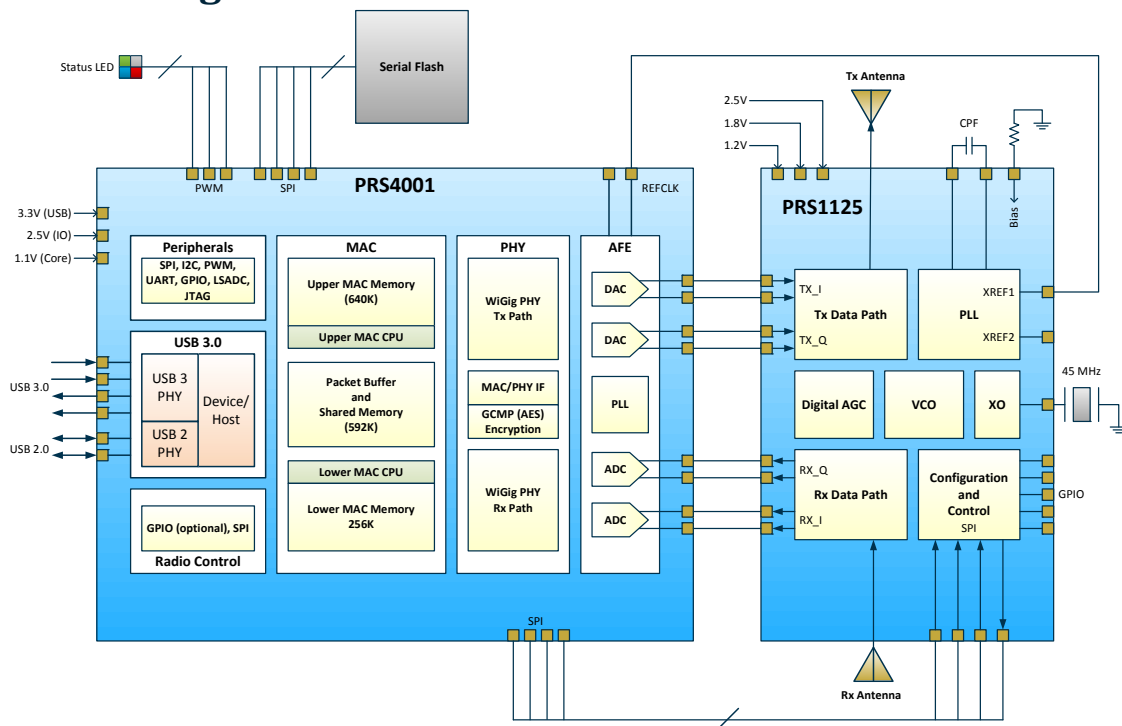 Status LED
Serial Flash
Tx Antenna
2.5V
1.8V
1.2V
CPF
PWM
SPI
PRS4001
REFCLK
PRS1125
Bias
3.3V (USB)
2.5V (IO)
1.1V (Core)
Peripherals
SPI, I2C, PWM,
UART, GPIO, LSADC,
JTAG
MAC
Upper MAC Memory
(640K)
Upper MAC CPU
Packet Buffer
and
Shared Memory
(592K)
Lower MAC CPU
Lower MAC Memory
256K
PHY
WiGig PHY
Tx Path
MAC/PHY IF
GCMP (AES)
Encryption
WiGig PHY
Rx Path
AFE
DAC
DAC
PLL
ADC
ADC
USB 3.0
USB 3
PHY
Device/
Host
USB 2
PHY
USB 3.0
USB 2.0
GPIO (optional), SPI
Radio Control
TX_I
Tx Data Path
TX_Q
XREF1
PLL
XREF2
45 MHz
Digital AGC
VCO
XO
RX_Q
Rx Data Path
RX_I
Configuration
and
Control
SPI
GPIO
SPI
Rx Antenna